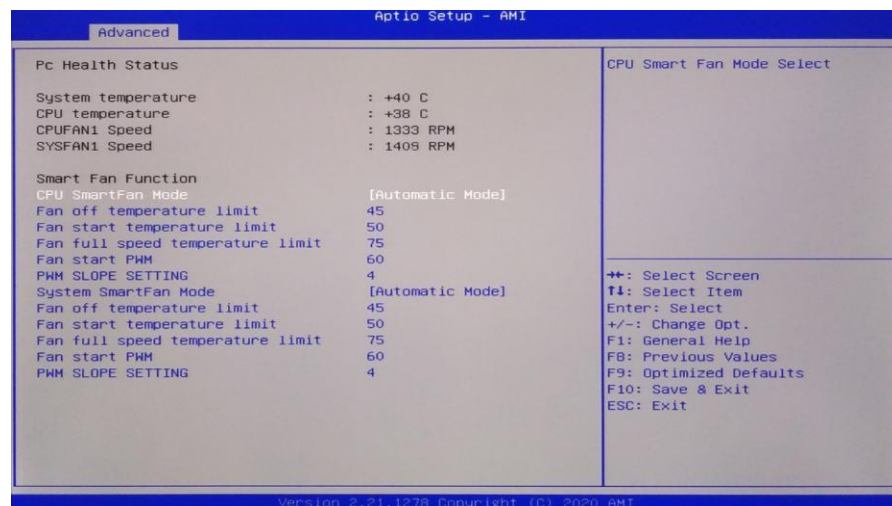 Aptio Setup - AMI
Advanced
Pc Health Status
System temperature : +40 C
CPU temperature : +38 C
CPUFAN1 Speed : 1333 RPM
SYSFAN1 Speed : 1409 RPM
Smart Fan Function
CPU SmartFan Mode [Automatic Mode]
Fan off temperature limit 45
Fan start temperature limit 50
Fan full speed temperature limit 75
Fan start PWM 60
PWM SLOPE SETTING 4
System SmartFan Mode [Automatic Mode]
Fan off temperature limit 45
Fan start temperature limit 50
Fan full speed temperature limit 75
Fan start PWM 60
PWM SLOPE SETTING 4
CPU Smart Fan Mode Select
→←: Select Screen
↑↓: Select Item
Enter: Select
+/-: Change Opt.
F1: General Help
F8: Previous Values
F9: Optimized Defaults
F10: Save & Exit
ESC: Exit
Version 2.21.1278 Copyright (C) 2020 AMI